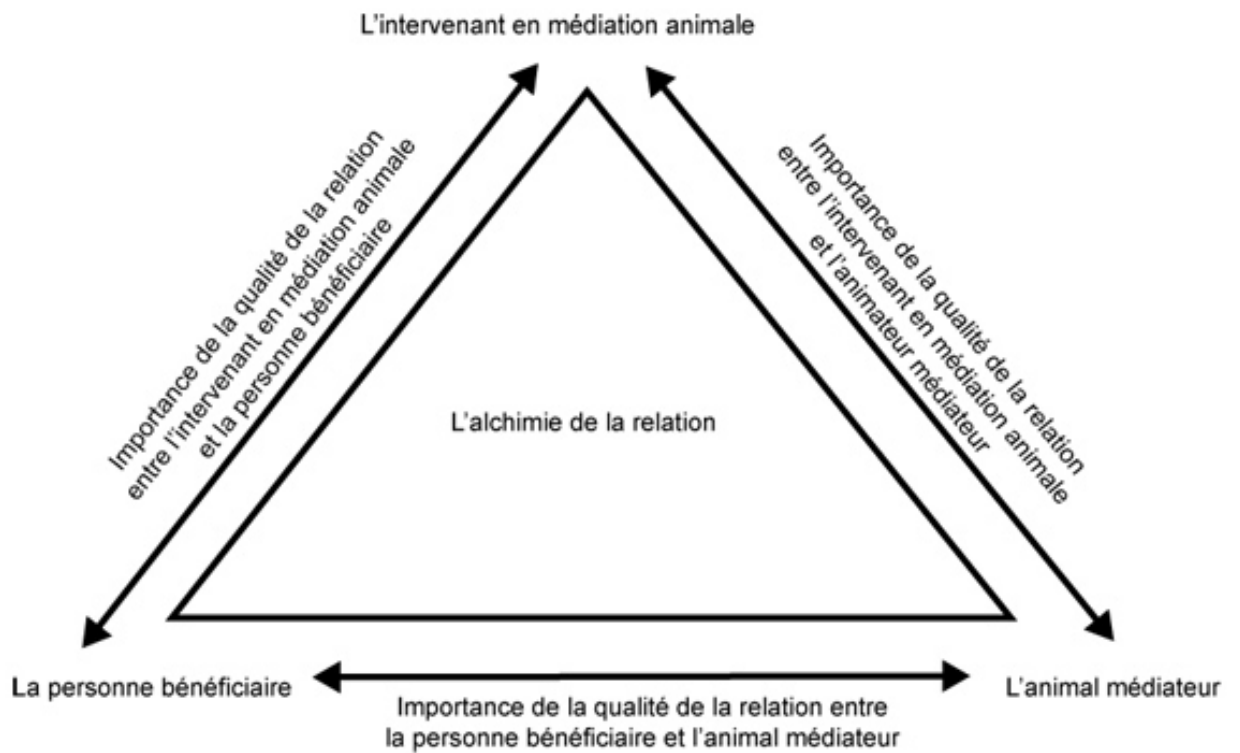 L'intervenant en médiation animale
Importance de la qualité de la relation
entre l'intervenant en médiation animale
et la personne bénéficiaire
Importance de la qualité de la relation
entre l'intervenant en médiation animale
et l'animateur médiateur
L'alchimie de la relation
La personne bénéficiaire
L'animal médiateur
Importance de la qualité de la relation entre
la personne bénéficiaire et l'animal médiateur